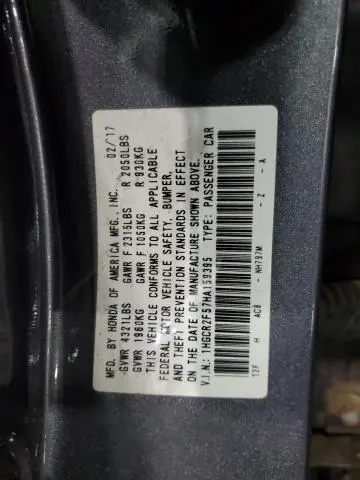 MFD. BY HONDA OF AMERICA MFG., INC. 02/17
GVWR 4321LBS GAWR F 2315LBS R 2050LBS
GVWR 1960KG GAWR F 1050KG R 930KG
THIS VEHICLE CONFORMS TO ALL APPLICABLE
FEDERAL MOTOR VEHICLE SAFETY, BUMPER,
AND THEFT PREVENTION STANDARDS IN EFFECT
ON THE DATE OF MANUFACTURE SHOWN ABOVE.
V.I.N.: 1HGCR2F57HA159395 TYPE: PASSENGER CAR
T2F H AC8 - NH797M - Z - A